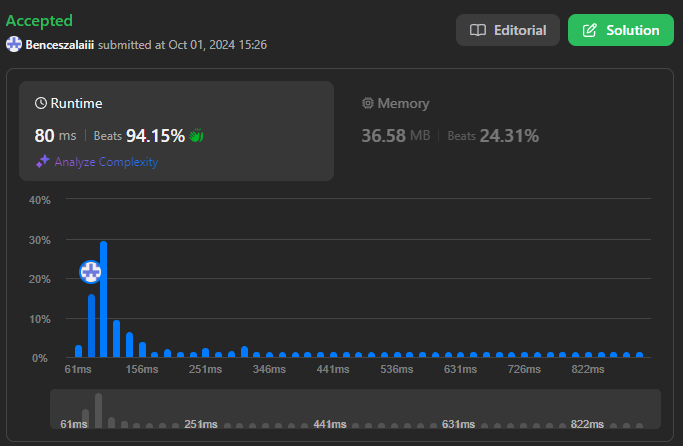 Accepted
Benceszalaiii submitted at Oct 01, 2024 15:26
Editorial
Solution
Runtime
80 ms Beats 94.15%
Analyze Complexity
Memory
36.58 MB Beats 24.31%
40%
30%
20%
10%
0%
61ms 156ms 251ms 346ms 441ms 536ms 631ms 726ms 822ms
61ms 251ms 441ms 631ms 822ms